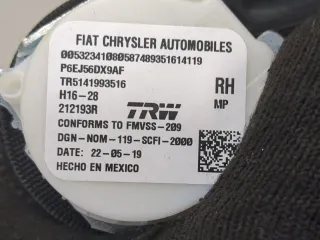 FIAT CHRYSLER AUTOMOBILES
00532341080587489351614119
P6EJ56DX9AF
TR5141993516
RH
H16-28
MP
212193R
TRW
CONFORMS TO FMVSS-209
DGN-NOM-119-SCFI-2000
DATE: 22-05-19
HECHO EN MEXICO